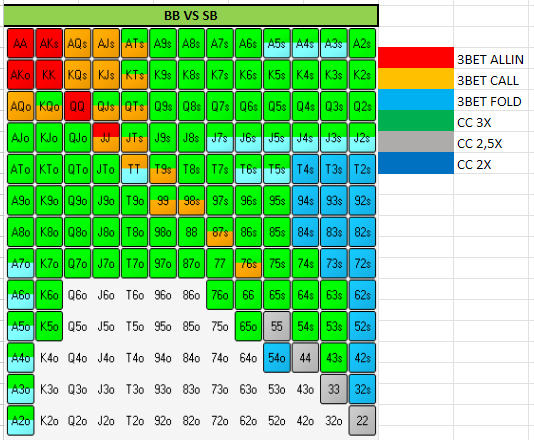 BB VS SB
AA AKs AQs AJs ATs A9s A8s A7s A6s A5s A4s A3s A2s
AKo KK KQs KJs KTs K9s K8s K7s K6s K5s K4s K3s K2s
AQo KQo QQ QJs QTs Q9s Q8s Q7s Q6s Q5s Q4s Q3s Q2s
AJo KJo QJo JJ JTs J9s J8s J7s J6s J5s J4s J3s J2s
ATo KTo QTo JTo TT T9s T8s T7s T6s T5s T4s T3s T2s
A9o K9o Q9o J9o T9o 99 98s 97s 96s 95s 94s 93s 92s
A8o K8o Q8o J8o T8o 98o 88 87s 86s 85s 84s 83s 82s
A7o K7o Q7o J7o T7o 97o 87o 77 76s 75s 74s 73s 72s
A6o K6o Q6o J6o T6o 96o 86o 76o 66 65s 64s 63s 62s
A5o K5o Q5o J5o T5o 95o 85o 75o 65o 55 54s 53s 52s
A4o K4o Q4o J4o T4o 94o 84o 74o 64o 54o 44 43s 42s
A3o K3o Q3o J3o T3o 93o 83o 73o 63o 53o 43o 33 32s
A2o K2o Q2o J2o T2o 92o 82o 72o 62o 52o 42o 32o 22
3BET ALLIN
3BET CALL
3BET FOLD
CC 3X
CC 2,5X
CC 2X